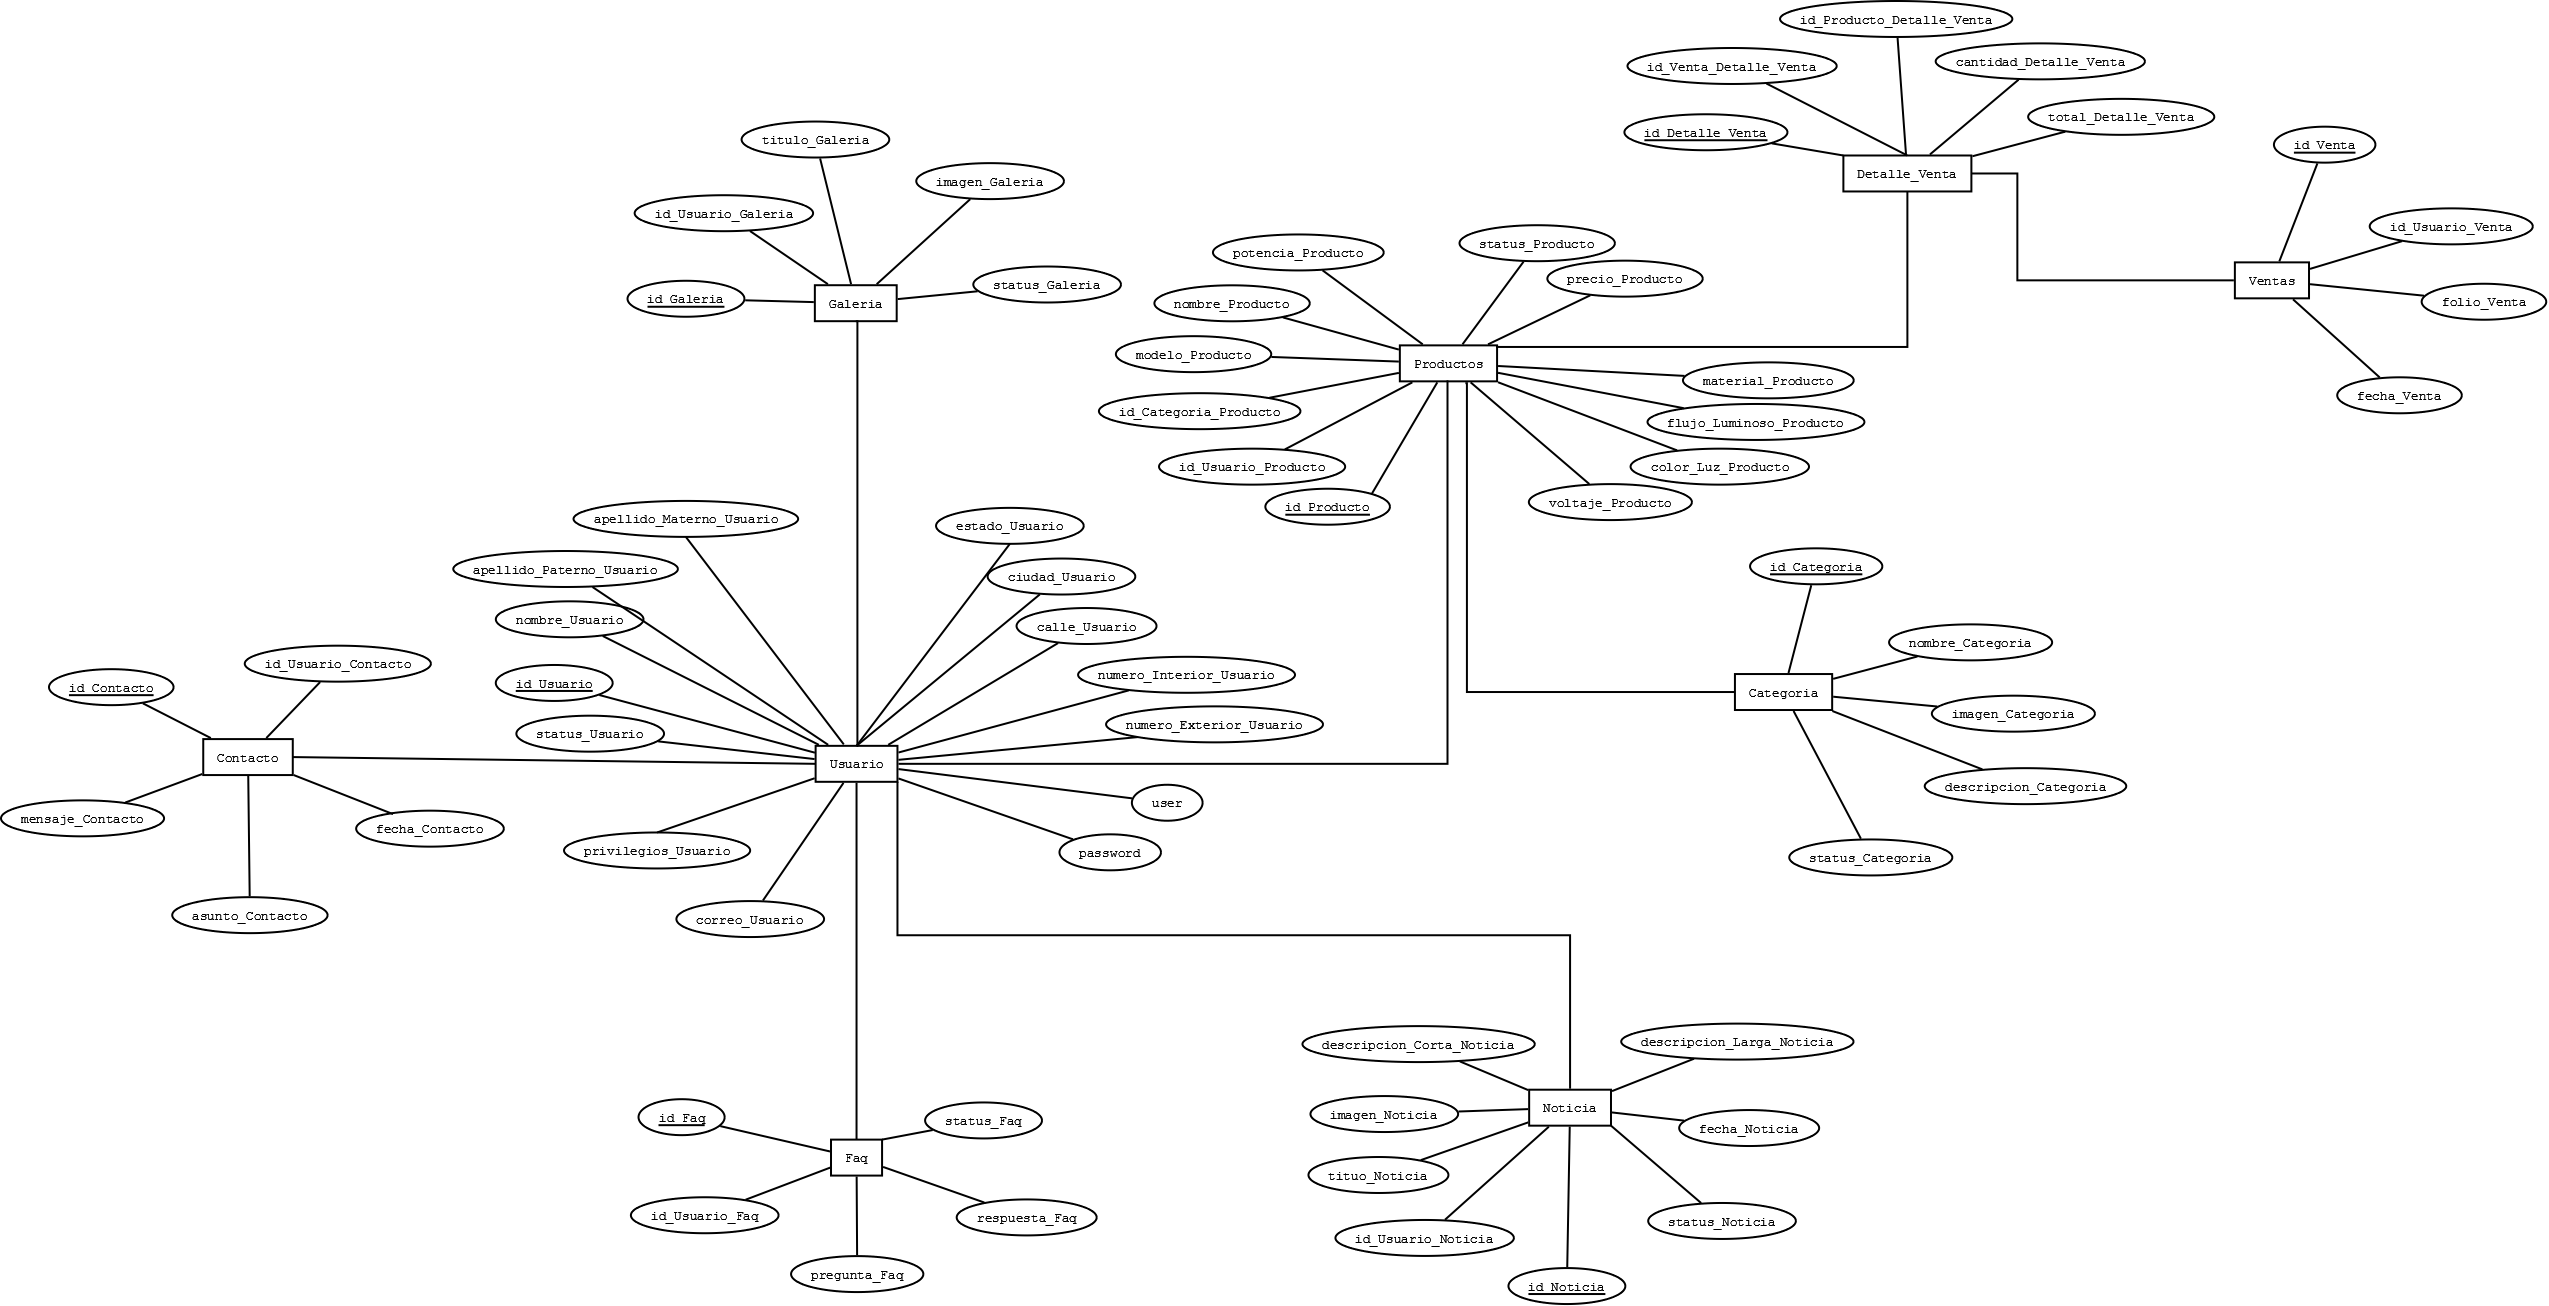 id_Producto_Detalle_Venta
id_Venta_Detalle_Venta
cantidad_Detalle_Venta
id_Detalle_Venta
total_Detalle_Venta
Detalle_Venta
id_Venta
id_Usuario_Venta
Ventas
folio_Venta
fecha_Venta
titulo_Galeria
imagen_Galeria
id_Usuario_Galeria
id_Galeria
Galeria
status_Galeria
potencia_Producto
status_Producto
precio_Producto
nombre_Producto
modelo_Producto
Productos
material_Producto
id_Categoria_Producto
flujo_Luminoso_Producto
id_Usuario_Producto
color_Luz_Producto
id_Producto
voltaje_Producto
apellido_Materno_Usuario
estado_Usuario
apellido_Paterno_Usuario
ciudad_Usuario
nombre_Usuario
calle_Usuario
id_Usuario
numero_Interior_Usuario
status_Usuario
numero_Exterior_Usuario
Usuario
user
privilegios_Usuario
password
correo_Usuario
id_Contacto
id_Usuario_Contacto
Contacto
mensaje_Contacto
fecha_Contacto
asunto_Contacto
id_Categoria
nombre_Categoria
Categoria
imagen_Categoria
descripcion_Categoria
status_Categoria
id_Faq
status_Faq
Faq
id_Usuario_Faq
respuesta_Faq
pregunta_Faq
descripcion_Corta_Noticia
descripcion_Larga_Noticia
imagen_Noticia
Noticia
fecha_Noticia
tituo_Noticia
id_Usuario_Noticia
status_Noticia
id_Noticia